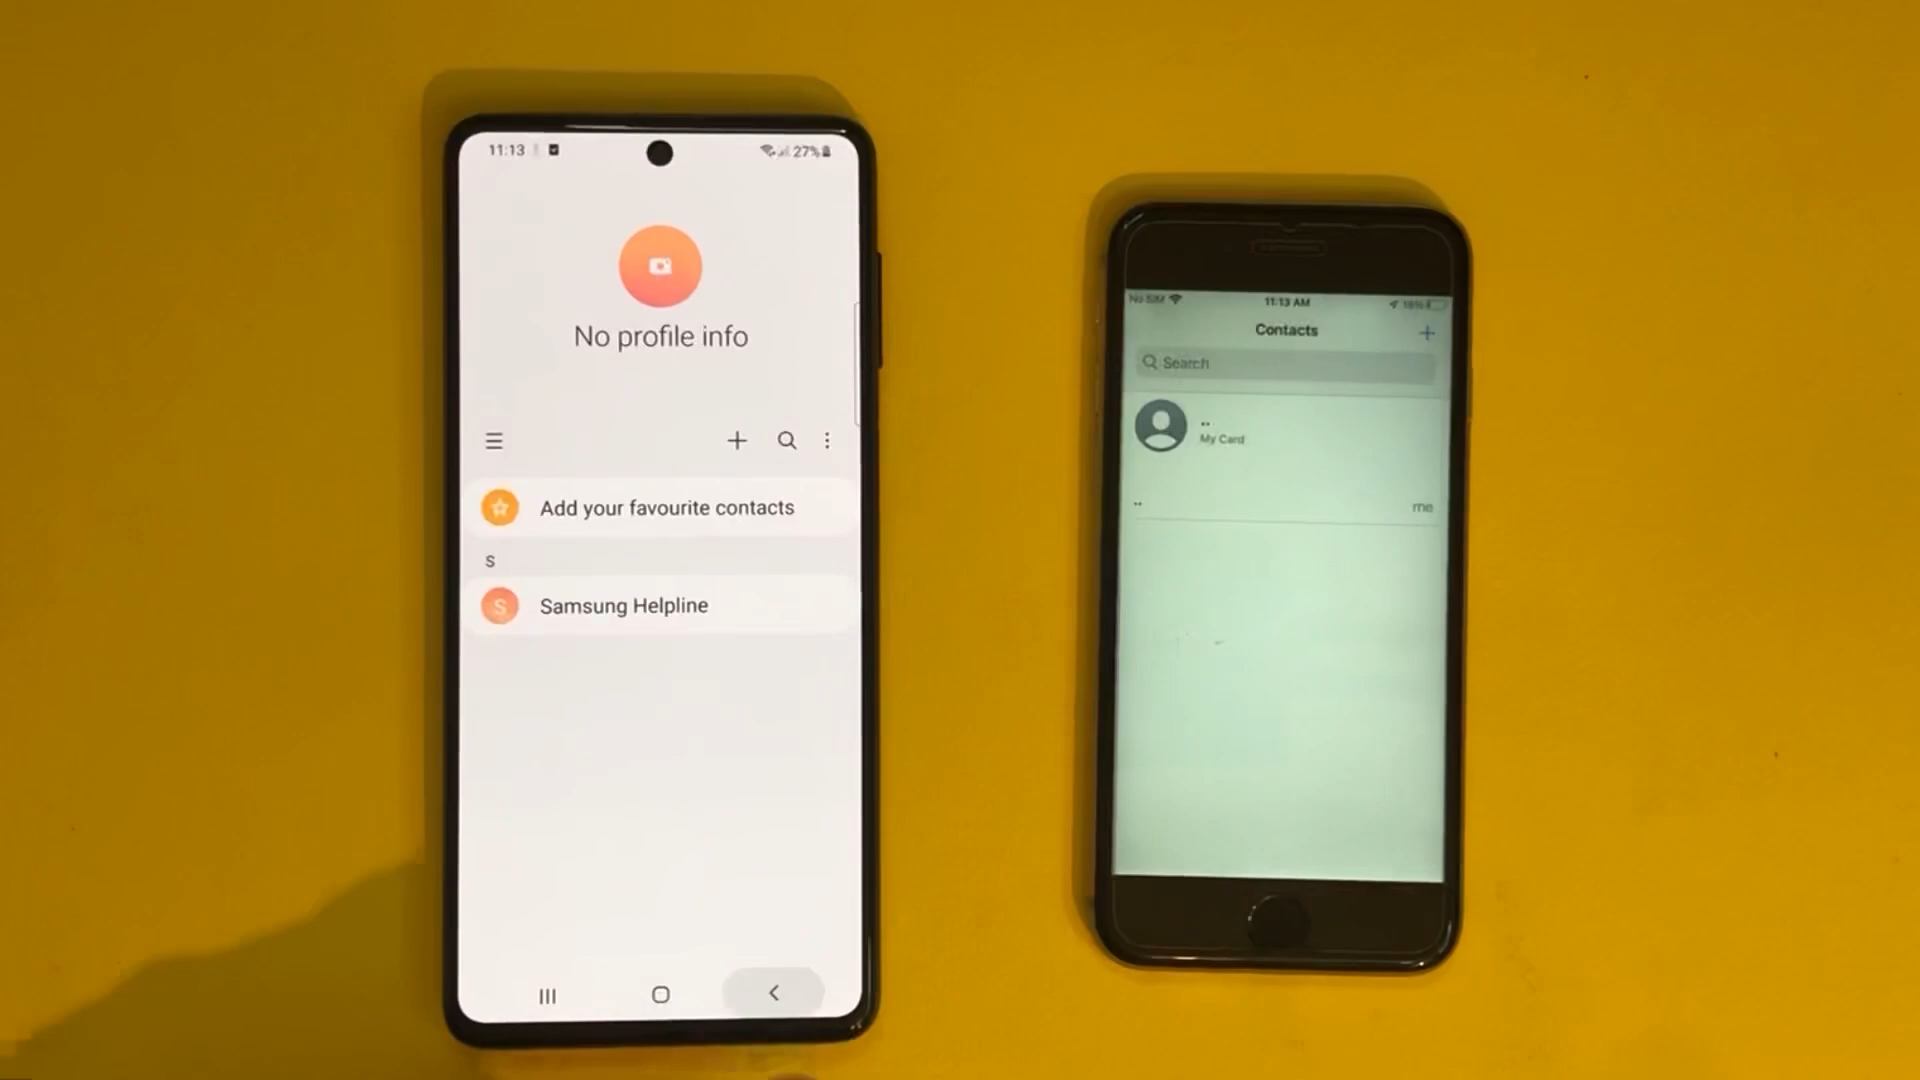 11:13
27%
No profile info
Add your favourite contacts
S
S
Samsung Helpline
No SIM
11:13 AM
18%
Contacts
+
Search
..
My Card
..
me